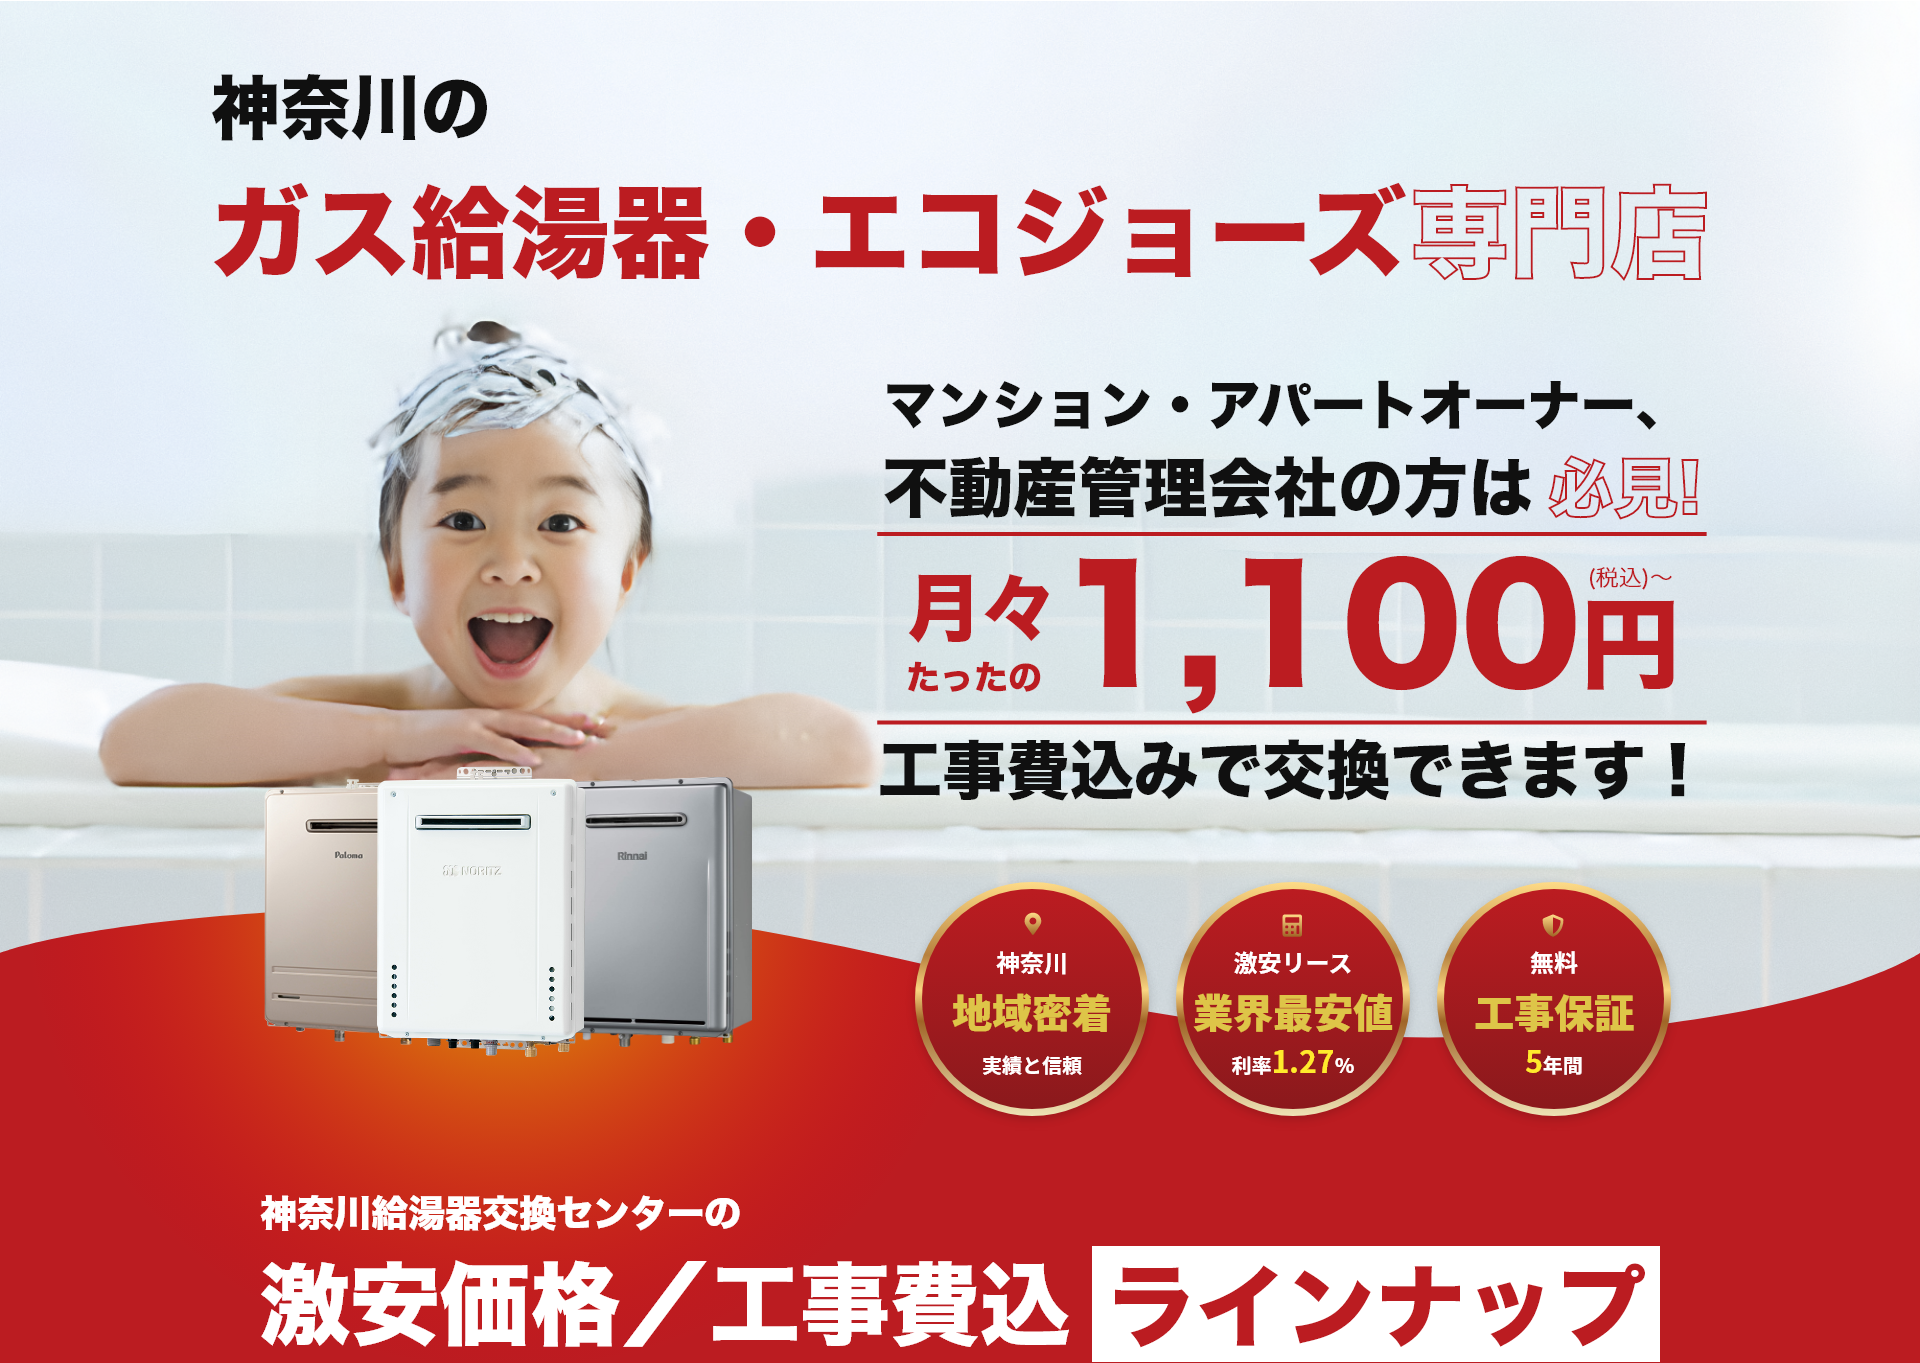 神奈川の
ガス給湯器・エコジョーズ専門店
マンション・アパートオーナー、
不動産管理会社の方は 必見!
月々
たったの
1,100円
(税込)～
工事費込みで交換できます！
Paloma
NORITZ
Rinnai
神奈川
地域密着
実績と信頼
激安リース
業界最安値
利率1.27%
無料
工事保証
5年間
神奈川給湯器交換センターの
激安価格／工事費込 ラインナップ